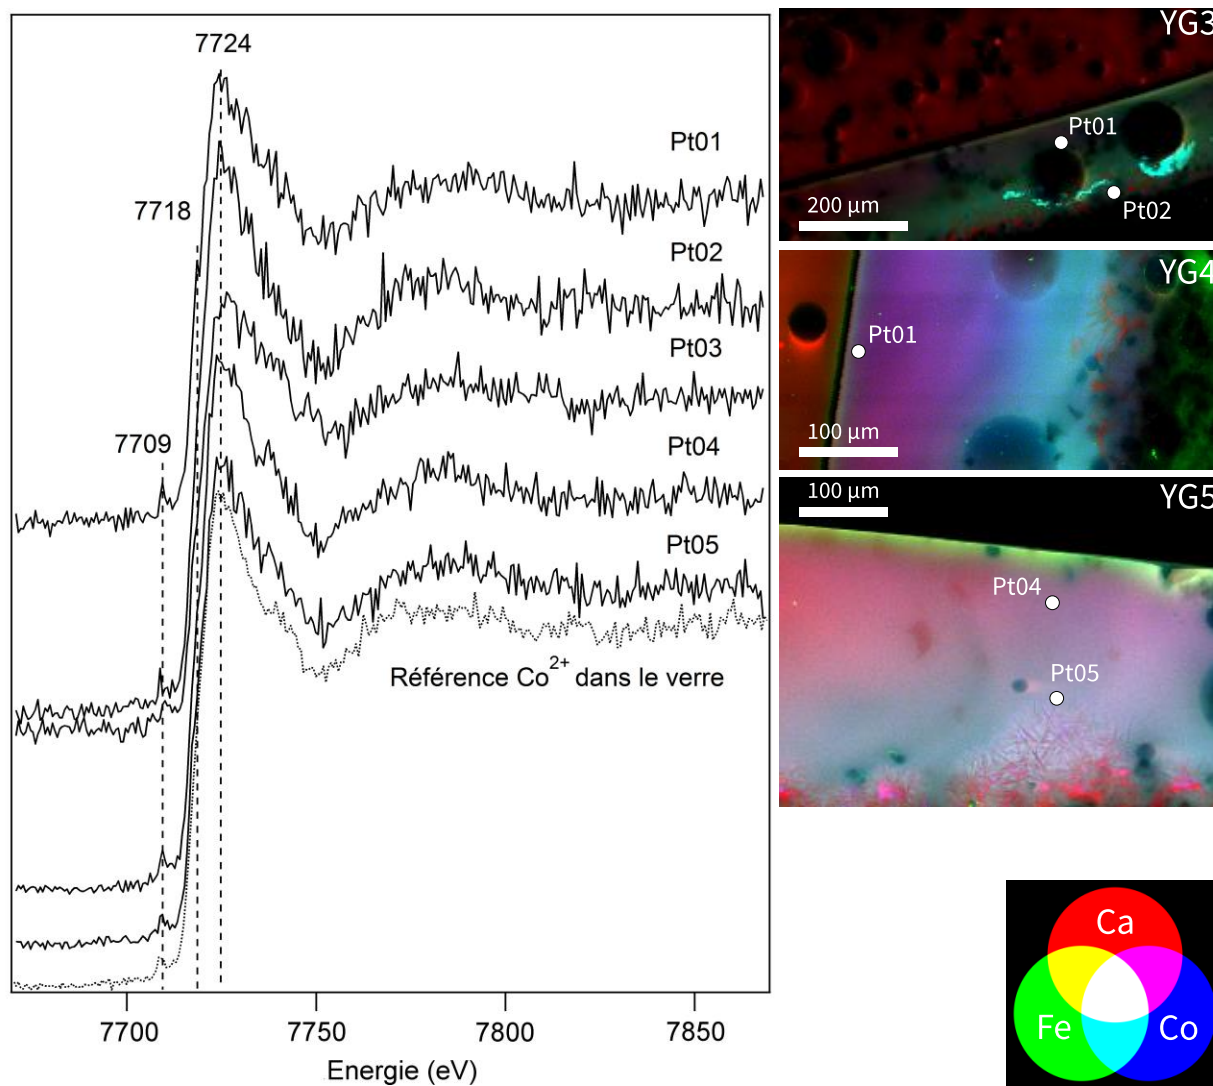 7724
Pt01
7718
Pt02
Pt03
7709
Pt04
Pt05
Référence Co2+ dans le verre
7700
7750
7800
7850
Energie (eV)
YG3
Pt01
200 µm
Pt02
YG4
Pt01
100 µm
100 µm
YG5
Pt04
Pt05
Ca
Fe
Co